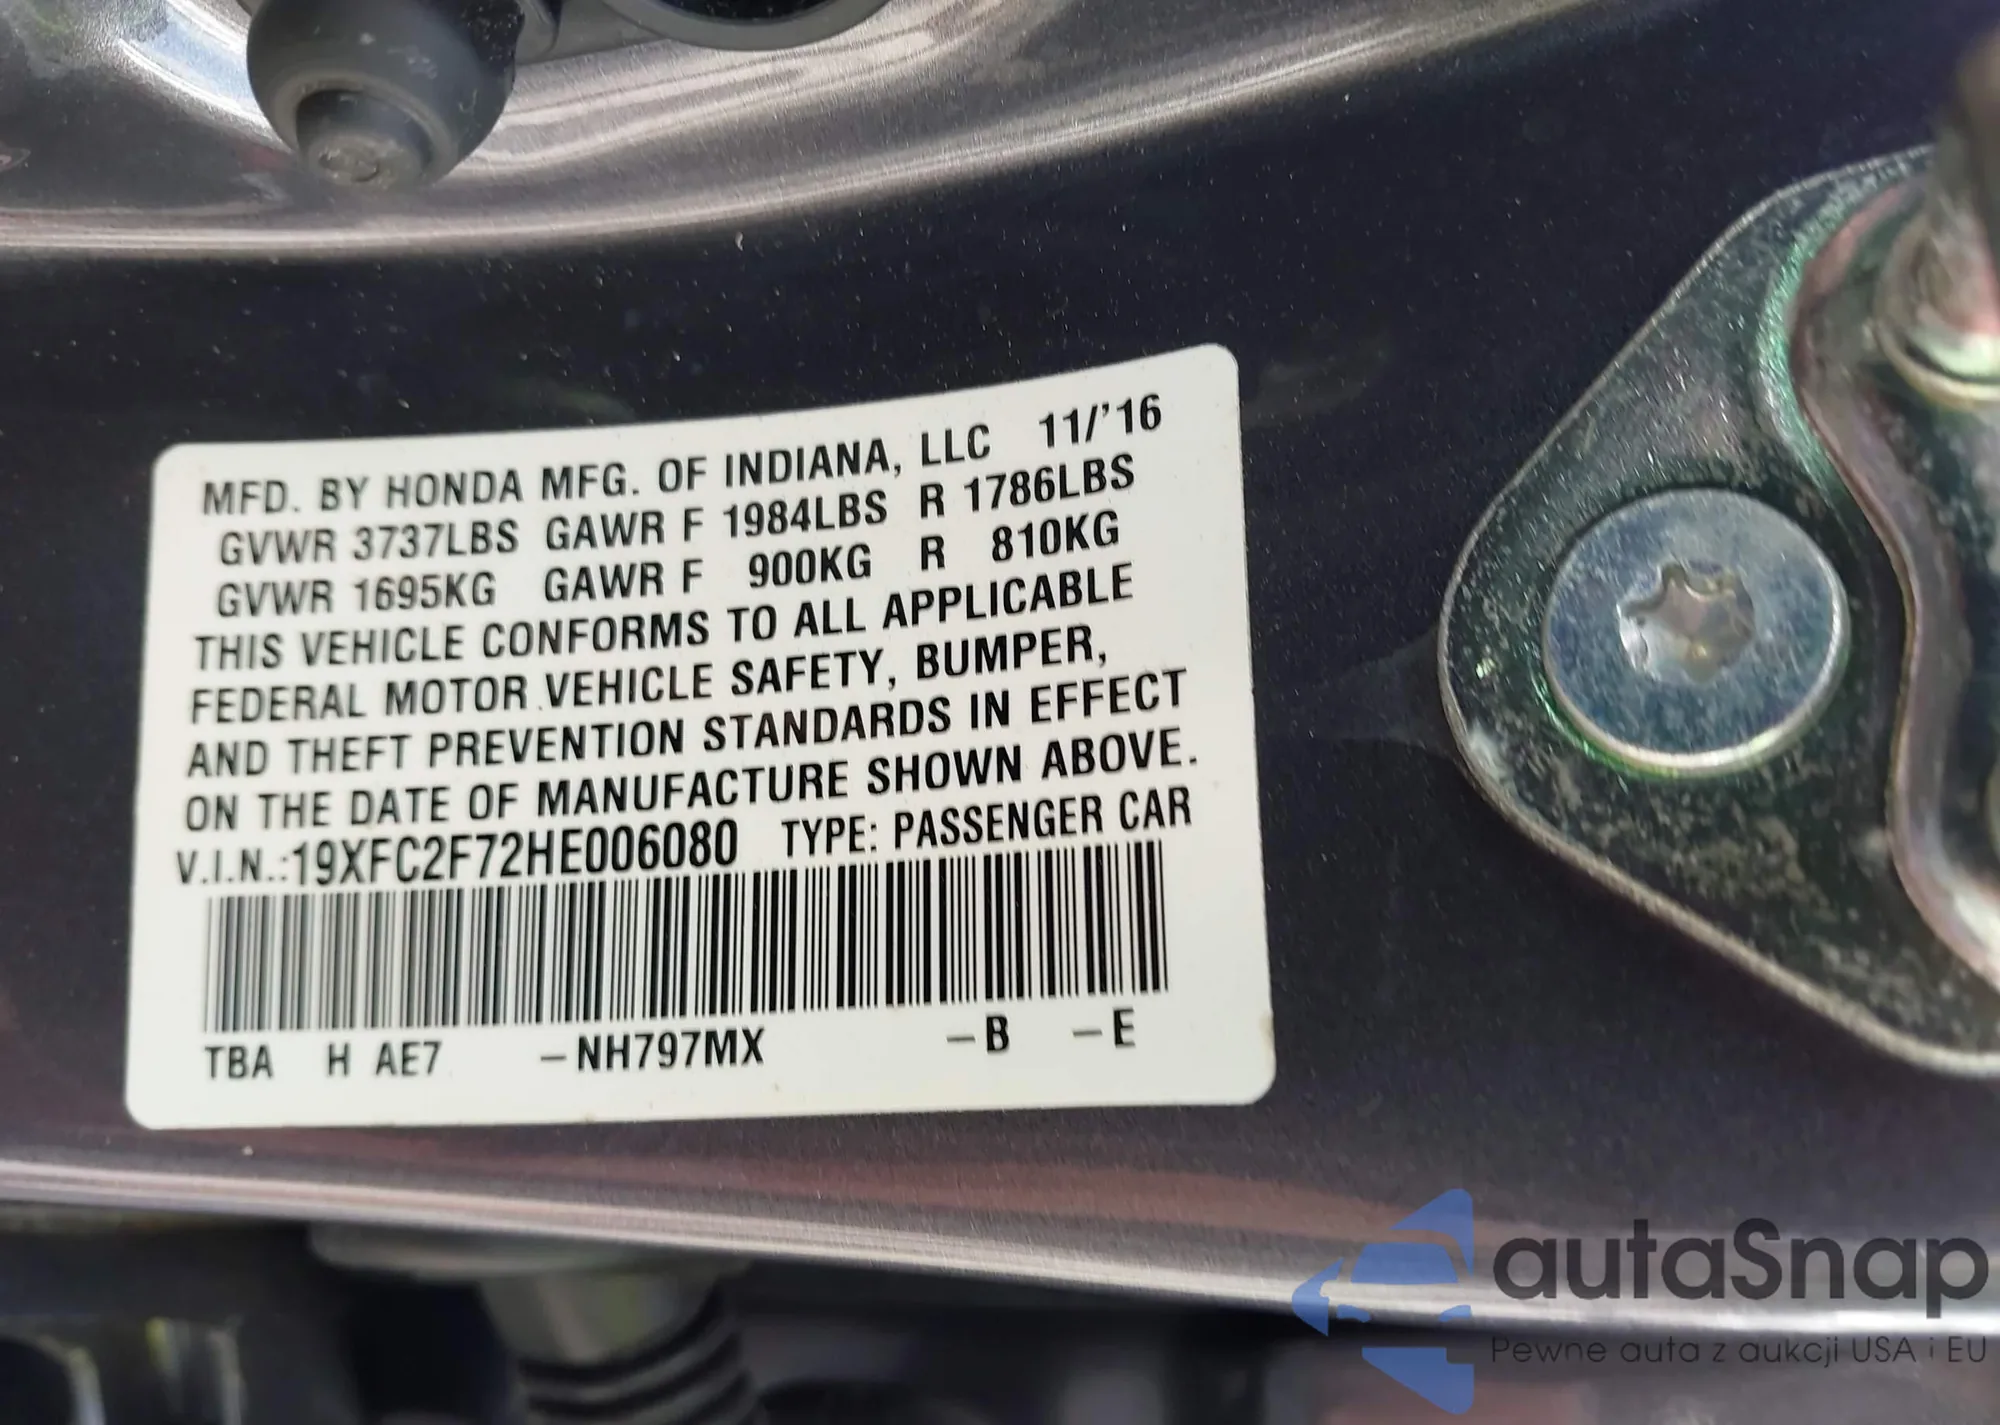 MFD. BY HONDA MFG. OF INDIANA, LLC 11/'16
GVWR 3737LBS GAWR F 1984LBS R 1786LBS
GVWR 1695KG GAWR F 900KG R 810KG
THIS VEHICLE CONFORMS TO ALL APPLICABLE
FEDERAL MOTOR VEHICLE SAFETY, BUMPER,
AND THEFT PREVENTION STANDARDS IN EFFECT
ON THE DATE OF MANUFACTURE SHOWN ABOVE.
V.I.N.:19XFC2F72HE006080 TYPE: PASSENGER CAR
TBA H AE7 –NH797MX –B –E
autaSnap
Pewne auta z aukcji USA i EU